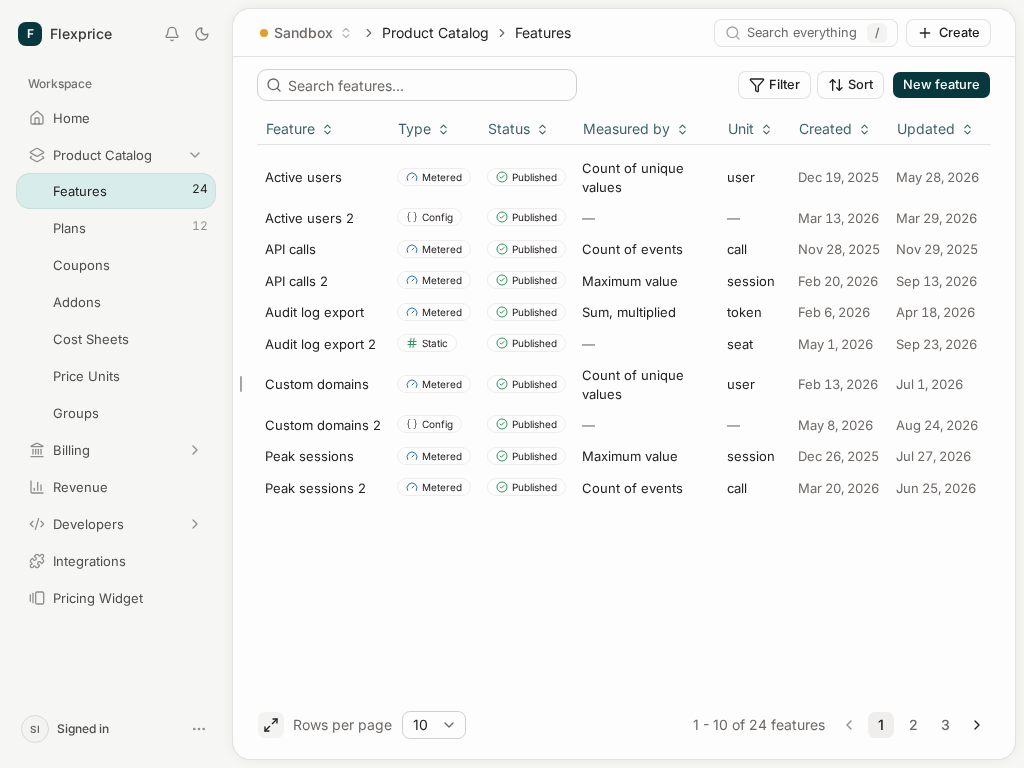 F Flexprice
Workspace
Home
Product Catalog
Features 24
Plans 12
Coupons
Addons
Cost Sheets
Price Units
Groups
Billing
Revenue
Developers
Integrations
Pricing Widget
SI Signed in
Sandbox Product Catalog Features
Search everything /
Create
Search features...
Filter
Sort
New feature
Feature Type Status Measured by Unit Created Updated
Active users Metered Published Count of unique
values user Dec 19, 2025 May 28, 2026
Active users 2 {} Config Published — — Mar 13, 2026 Mar 29, 2026
API calls Metered Published Count of events call Nov 28, 2025 Nov 29, 2025
API calls 2 Metered Published Maximum value session Feb 20, 2026 Sep 13, 2026
Audit log export Metered Published Sum, multiplied token Feb 6, 2026 Apr 18, 2026
Audit log export 2 # Static Published — seat May 1, 2026 Sep 23, 2026
Custom domains Metered Published Count of unique
values user Feb 13, 2026 Jul 1, 2026
Custom domains 2 {} Config Published — — May 8, 2026 Aug 24, 2026
Peak sessions Metered Published Maximum value session Dec 26, 2025 Jul 27, 2026
Peak sessions 2 Metered Published Count of events call Mar 20, 2026 Jun 25, 2026
Rows per page 10
1 - 10 of 24 features 1 2 3